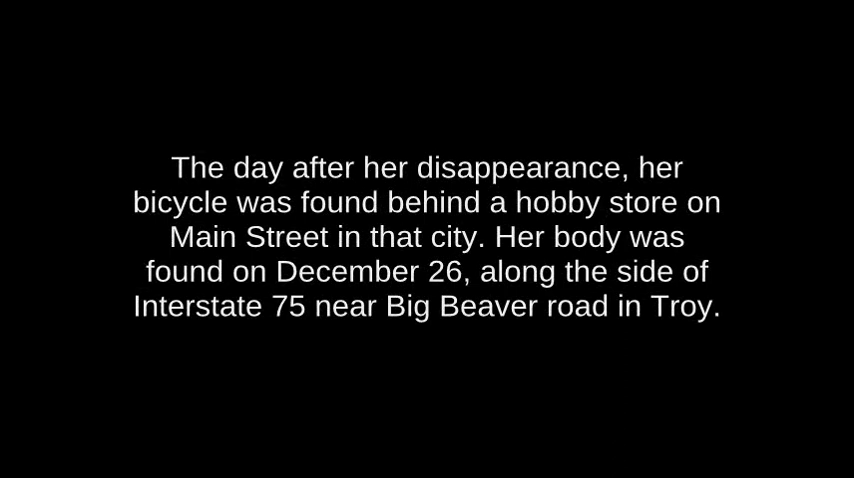 The day after her disappearance, her
bicycle was found behind a hobby store on
Main Street in that city. Her body was
found on December 26, along the side of
Interstate 75 near Big Beaver road in Troy.